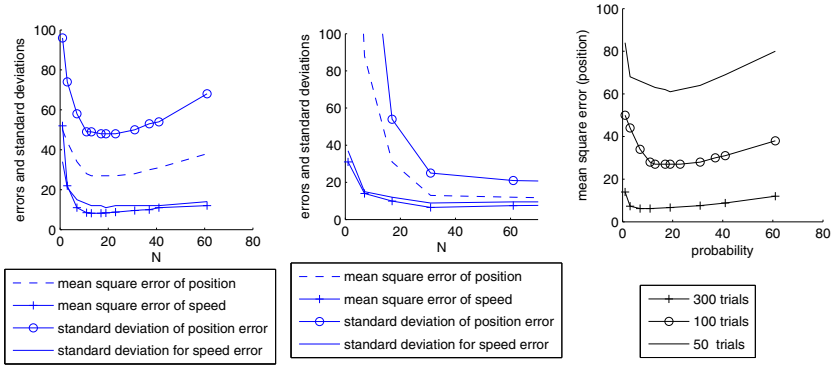 errors and standard deviations
100
80
60
40
20
0
0 20 40 60 80
N
mean square error of position
mean square error of speed
standard deviation of position error
standard deviation for speed error
errors and standard deviations
100
80
60
40
20
0
0 20 40 60
N
mean square error of position
mean square error of speed
standard deviation of position error
standard deviation for speed error
mean square error (position)
100
80
60
40
20
0
0 20 40 60 80
probability
300 trials
100 trials
50 trials